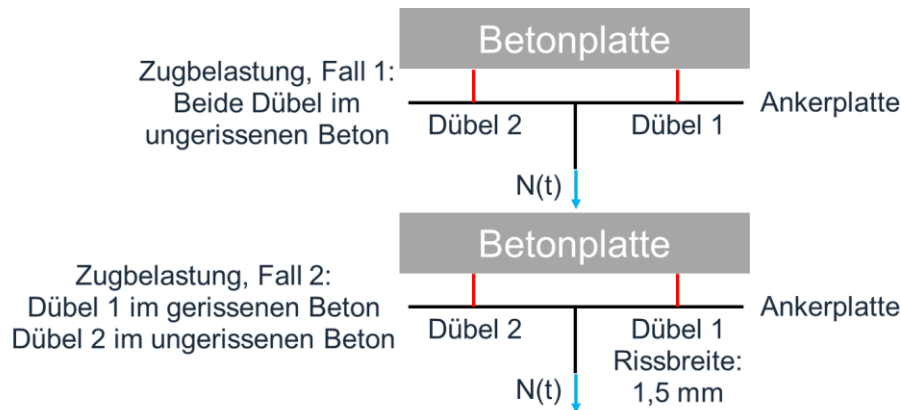 Betonplatte
Zugbelastung, Fall 1:
Beide Dübel im
ungerissenen Beton
Dübel 2
Dübel 1
Ankerplatte
N(t)
Betonplatte
Zugbelastung, Fall 2:
Dübel 1 im gerissenen Beton
Dübel 2 im ungerissenen Beton
Dübel 2
Dübel 1
Rissbreite:
1,5 mm
Ankerplatte
N(t)